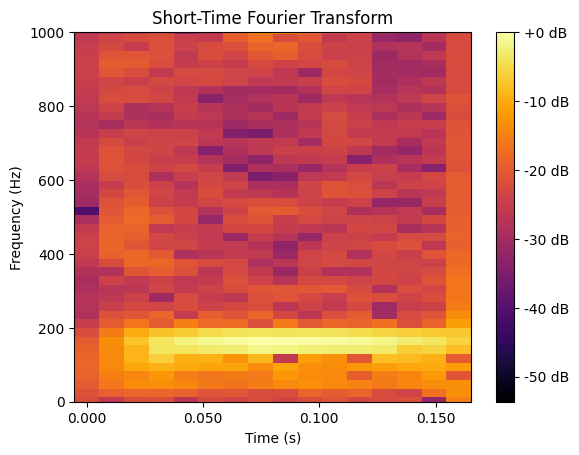 Short-Time Fourier Transform
1000
800
600
400
200
0
Frequency (Hz)
0.000
0.050
0.100
0.150
Time (s)
+0 dB
-10 dB
-20 dB
-30 dB
-40 dB
-50 dB